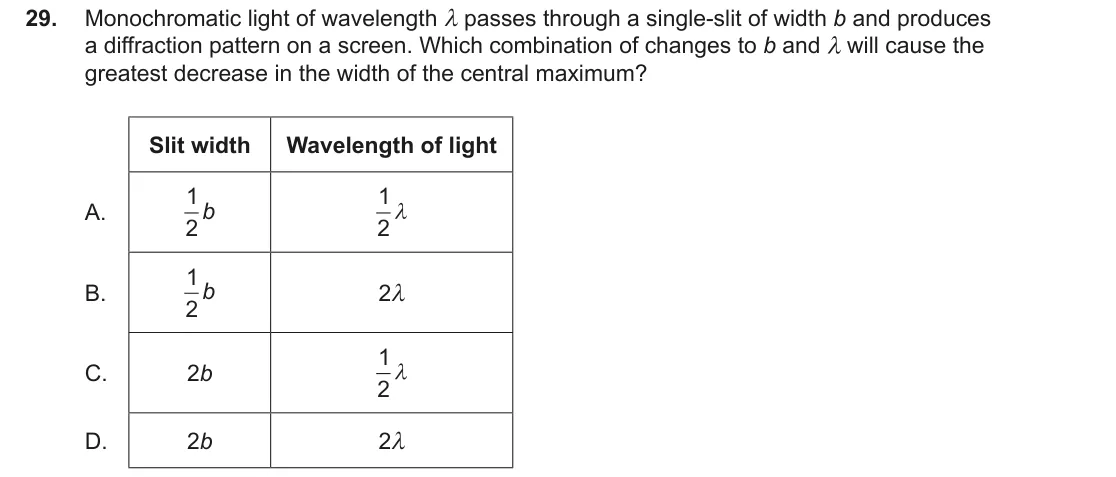 29. Monochromatic light of wavelength λ passes through a single-slit of width b and produces
a diffraction pattern on a screen. Which combination of changes to b and λ will cause the
greatest decrease in the width of the central maximum?
Slit width Wavelength of light
A. 1/2 b 1/2 λ
B. 1/2 b 2λ
C. 2b 1/2 λ
D. 2b 2λ